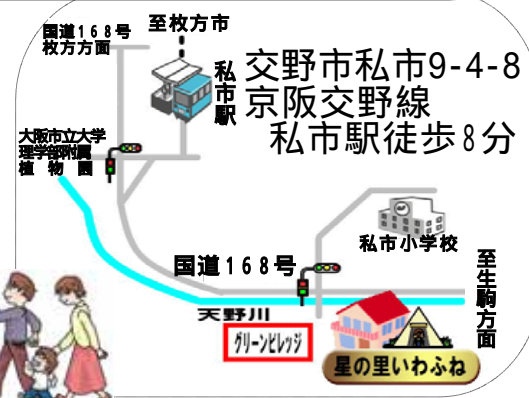 国道168号
枚方方面
至枚方市
私市駅
交野市私市9-4-8
京阪交野線
私市駅徒歩8分
大阪市立大学
理学部附属
植物園
私市小学校
国道168号
至生駒方面
天野川
グリーンビレッジ
星の里いわふね